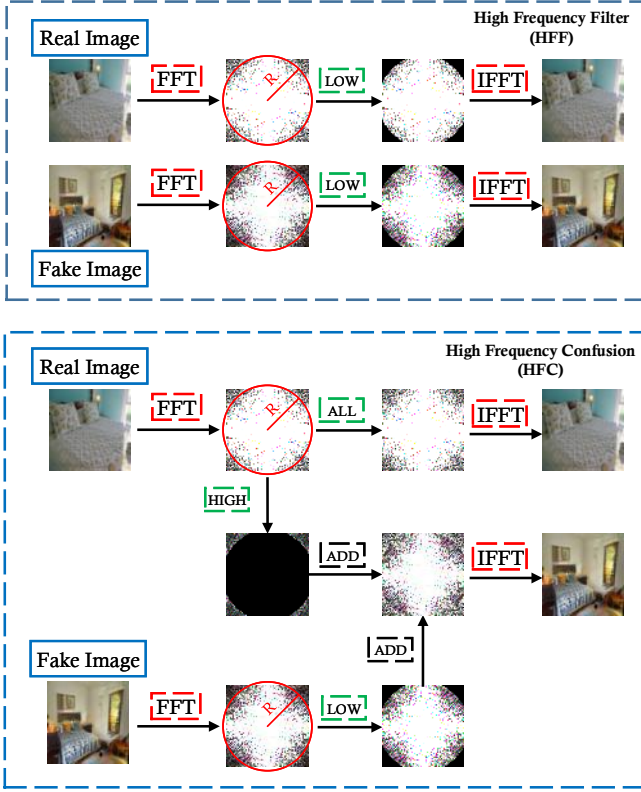 High Frequency Filter
(HFF)
Real Image
FFT
R
LOW
IFFT
FFT
R
LOW
IFFT
Fake Image
High Frequency Confusion
(HFC)
Real Image
FFT
R
ALL
IFFT
HIGH
ADD
IFFT
ADD
Fake Image
FFT
R
LOW